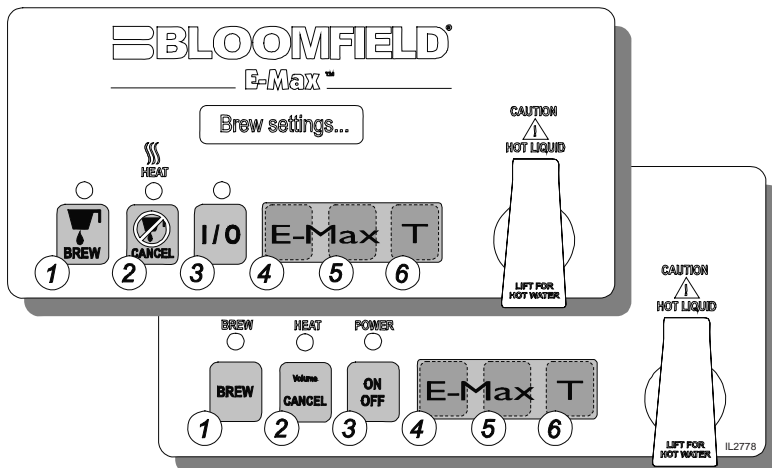 BLOOMFIELD®
E-Max™
Brew settings...
CAUTION
!
HOT LIQUID
HEAT
BREW
CANCEL
I/O
E-Max T
1 2 3 4 5 6
LIFT FOR
HOT WATER
CAUTION
!
HOT LIQUID
BREW HEAT POWER
BREW
Volume
CANCEL
ON
OFF
E-Max T
1 2 3 4 5 6
LIFT FOR
HOT WATER
IL2778